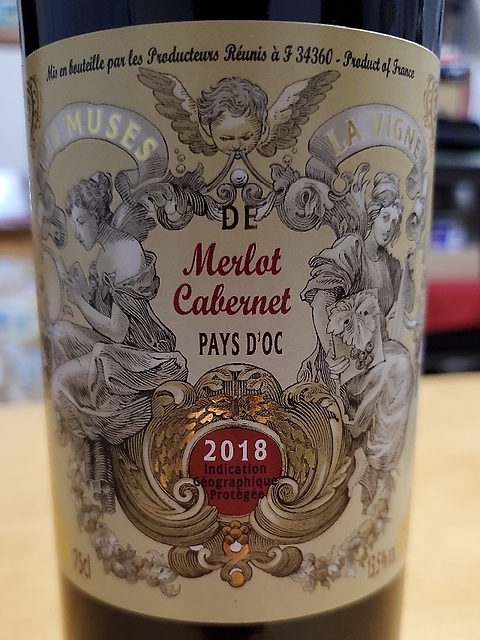 Mis en bouteille par les Producteurs Réunis à F 34360 - Product of France
MUSES
DE
LA VIGNE
Merlot
Cabernet
PAYS D'OC
2018
Indication
Géographique
Protégée
75cl
13.5%